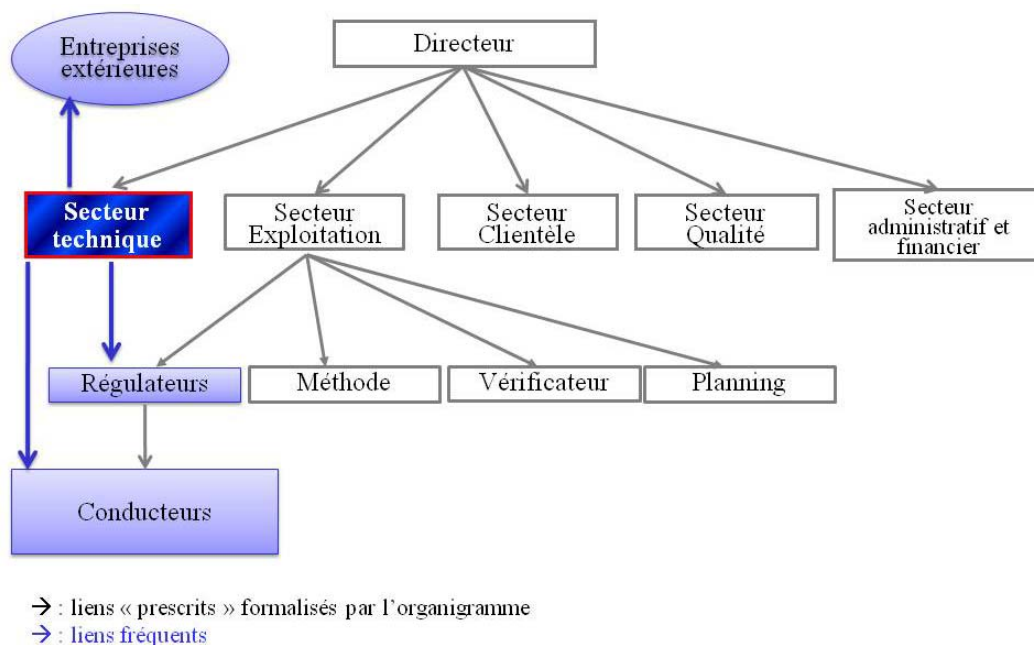 Entreprises
extérieures
Directeur
Secteur
technique
Secteur
Exploitation
Secteur
Clientèle
Secteur
Qualité
Secteur
administratif et
financier
Régulateurs
Méthode
Vérificateur
Planning
Conducteurs
→ : liens « prescrits » formalisés par l’organigramme
→ : liens fréquents